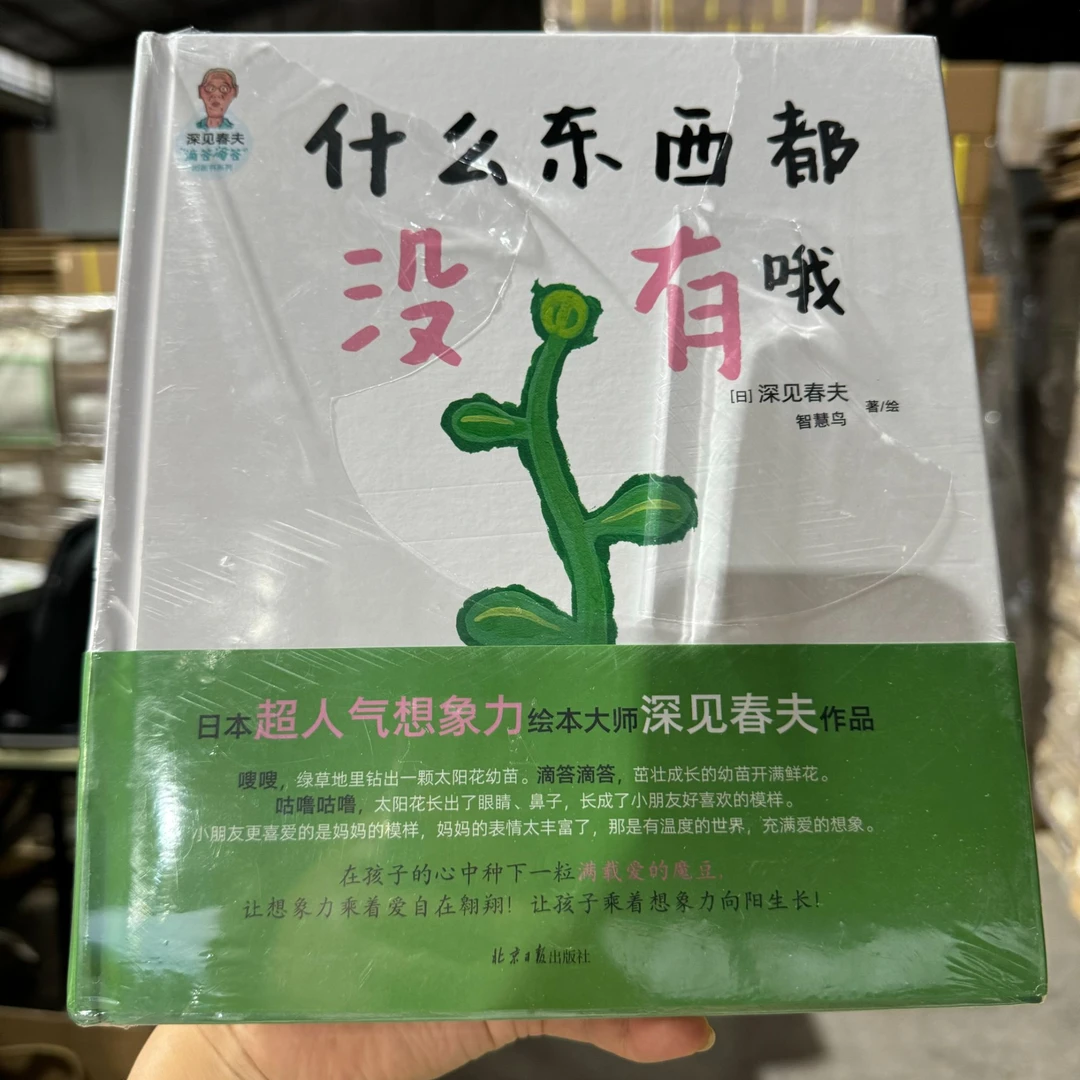 深见春夫
"滴答滴答"
什么东西都
没有哦
[日] 深见春夫
智慧鸟
著/绘
日本超人气想象力绘本大师深见春夫作品
嗖嗖，绿草地里钻出一颗太阳花幼苗。滴答滴答，茁壮成长的幼苗开满鲜花。
咕噜咕噜，太阳花长出了眼睛、鼻子，长成了小朋友好喜欢的模样。
小朋友更喜爱的是妈妈的模样，妈妈的表情太丰富了，那是有温度的世界，充满爱的想象。
在孩子的心中种下一粒满载爱的魔豆，
让想象力乘着爱自在翱翔！让孩子乘着想象力向阳生长！
北京日报出版社